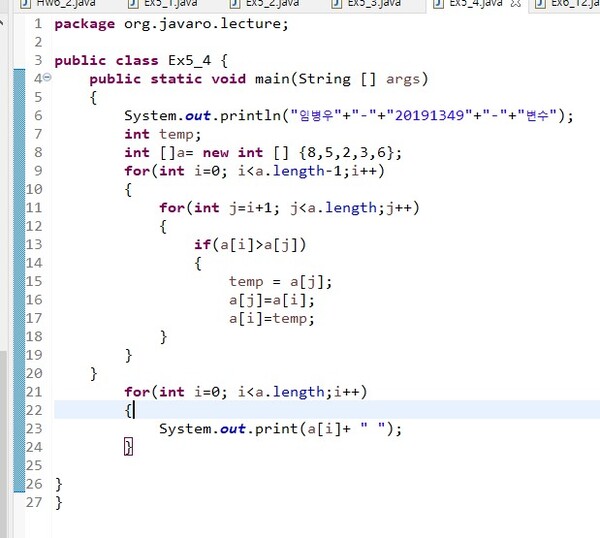 Hw6_2.java Ex5_1.java Ex5_2.java Ex5_3.java Ex5_4.java Ex6_12.java
1 package org.javaro.lecture;
2
3 public class Ex5_4 {
4 public static void main(String [] args)
5 {
6 System.out.println("임병우"+"-"+"20191349"+"-"+"변수");
7 int temp;
8 int []a= new int [] {8,5,2,3,6};
9 for(int i=0; i<a.length-1;i++)
10 {
11 for(int j=i+1; j<a.length;j++)
12 {
13 if(a[i]>a[j])
14 {
15 temp = a[j];
16 a[j]=a[i];
17 a[i]=temp;
18 }
19 }
20 }
21 for(int i=0; i<a.length;i++)
22 {
23 System.out.print(a[i]+ " ");
24 }
25
26 }
27 }